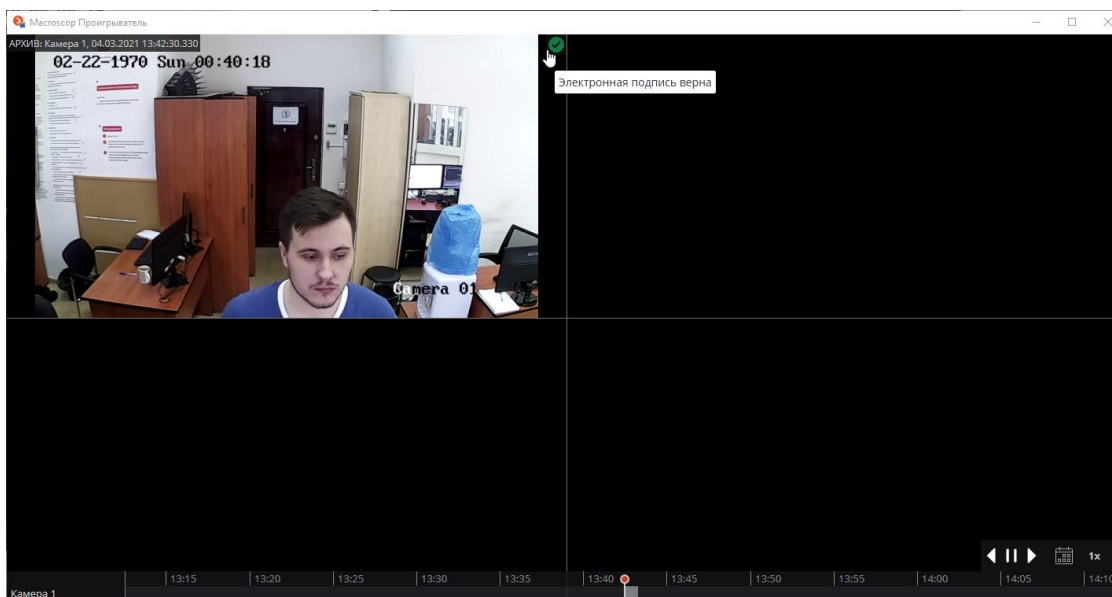 Macroscop Проигрыватель
АРХИВ: Камера 1, 04.03.2021 13:42:30.330
02-22-1970 Sun 00:40:18
Электронная подпись верна
Camera 01
1x
13:15 13:20 13:25 13:30 13:35 13:40 13:45 13:50 13:55 14:00 14:05 14:10
Камера 1